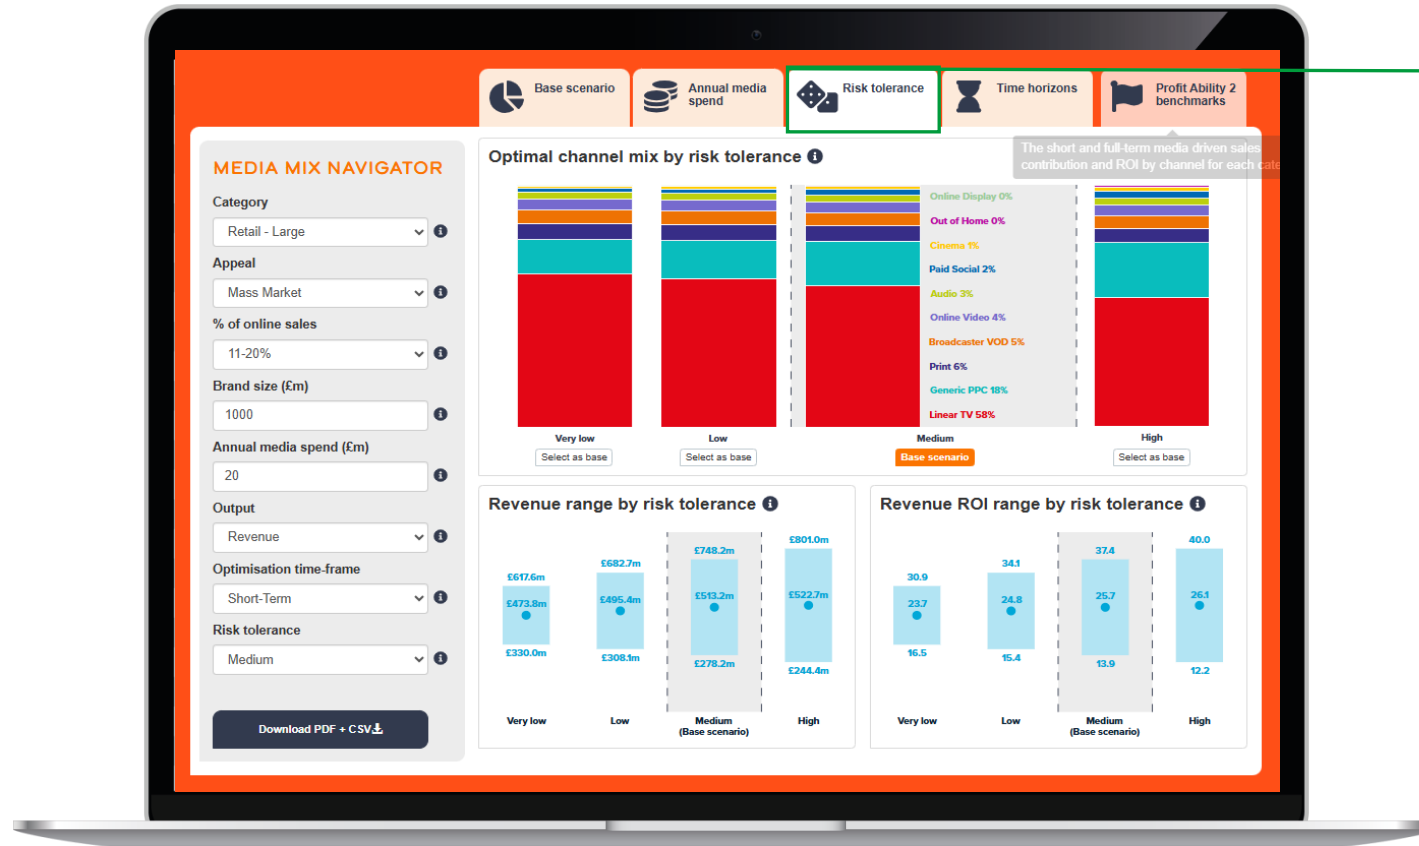 Base scenario
Annual media
spend
Risk tolerance
Time horizons
Profit Ability 2
benchmarks
The short and full-term media driven sales
contribution and ROI by channel for each cate
MEDIA MIX NAVIGATOR
Category
Retail - Large
Appeal
Mass Market
% of online sales
11-20%
Brand size (£m)
1000
Annual media spend (£m)
20
Output
Revenue
Optimisation time-frame
Short-Term
Risk tolerance
Medium
Download PDF + CSV
Optimal channel mix by risk tolerance
Online Display 0%
Out of Home 0%
Cinema 1%
Paid Social 2%
Audio 3%
Online Video 4%
Broadcaster VOD 5%
Print 6%
Generic PPC 18%
Linear TV 58%
Very low
Low
Medium
High
Select as base
Select as base
Base scenario
Select as base
Revenue range by risk tolerance
£617.6m
£473.8m
£330.0m
£682.7m
£495.4m
£308.1m
£748.2m
£513.2m
£278.2m
£801.0m
£522.7m
£244.4m
Very low
Low
Medium
(Base scenario)
High
Revenue ROI range by risk tolerance
30.9
23.7
16.5
34.1
24.8
15.4
37.4
25.7
13.9
40.0
26.1
12.2
Very low
Low
Medium
(Base scenario)
High